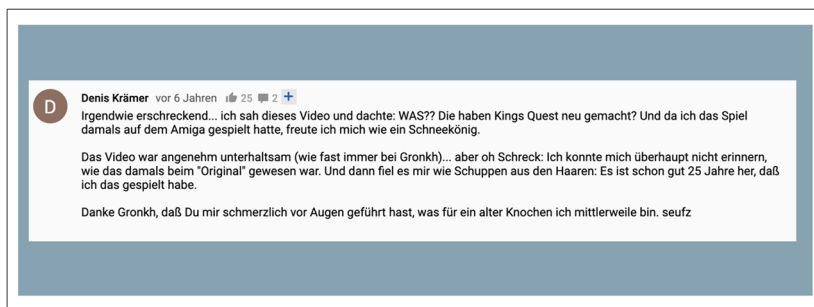 D
Denis Krämer vor 6 Jahren 25 2 +
Irgendwie erschreckend... ich sah dieses Video und dachte: WAS?? Die haben Kings Quest neu gemacht? Und da ich das Spiel
damals auf dem Amiga gespielt hatte, freute ich mich wie ein Schneekönig.
Das Video war angenehm unterhaltsam (wie fast immer bei Gronkh)... aber oh Schreck: Ich konnte mich überhaupt nicht erinnern,
wie das damals beim "Original" gewesen war. Und dann fiel es mir wie Schuppen aus den Haaren: Es ist schon gut 25 Jahre her, daß
ich das gespielt habe.
Danke Gronkh, daß Du mir schmerzlich vor Augen geführt hast, was für ein alter Knochen ich mittlerweile bin. seufz